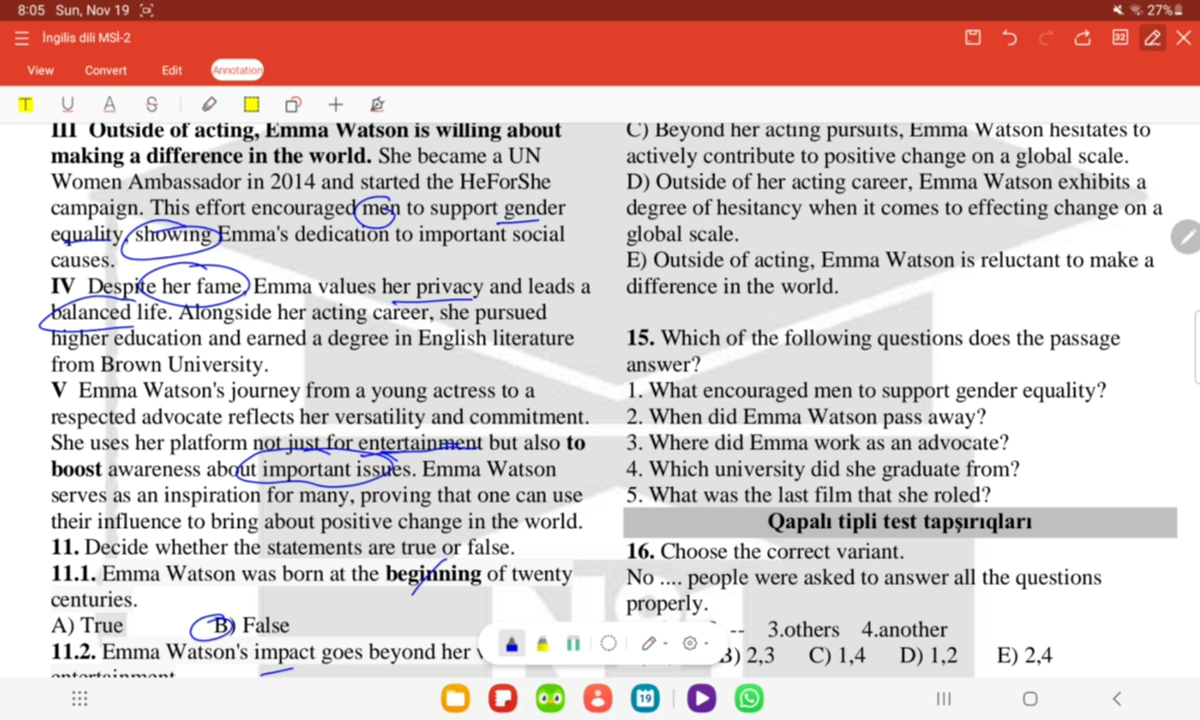 8:05 Sun, Nov 19
27%
İngilis dili MSİ-2
32
View Convert Edit Annotation
T U A S
III Outside of acting, Emma Watson is willing about
making a difference in the world. She became a UN
Women Ambassador in 2014 and started the HeForShe
campaign. This effort encouraged men to support gender
equality, showing Emma's dedication to important social
causes.
IV Despite her fame, Emma values her privacy and leads a
balanced life. Alongside her acting career, she pursued
higher education and earned a degree in English literature
from Brown University.
V Emma Watson's journey from a young actress to a
respected advocate reflects her versatility and commitment.
She uses her platform not just for entertainment but also to
boost awareness about important issues. Emma Watson
serves as an inspiration for many, proving that one can use
their influence to bring about positive change in the world.
11. Decide whether the statements are true or false.
11.1. Emma Watson was born at the beginning of twenty
centuries.
A) True B) False
11.2. Emma Watson's impact goes beyond her
entertainment
C) Beyond her acting pursuits, Emma Watson hesitates to
actively contribute to positive change on a global scale.
D) Outside of her acting career, Emma Watson exhibits a
degree of hesitancy when it comes to effecting change on a
global scale.
E) Outside of acting, Emma Watson is reluctant to make a
difference in the world.
15. Which of the following questions does the passage
answer?
1. What encouraged men to support gender equality?
2. When did Emma Watson pass away?
3. Where did Emma work as an advocate?
4. Which university did she graduate from?
5. What was the last film that she roled?
Qapalı tipli test tapşırıqları
16. Choose the correct variant.
No .... people were asked to answer all the questions
properly.
-- 3.others 4.another
B) 2,3 C) 1,4 D) 1,2 E) 2,4
19